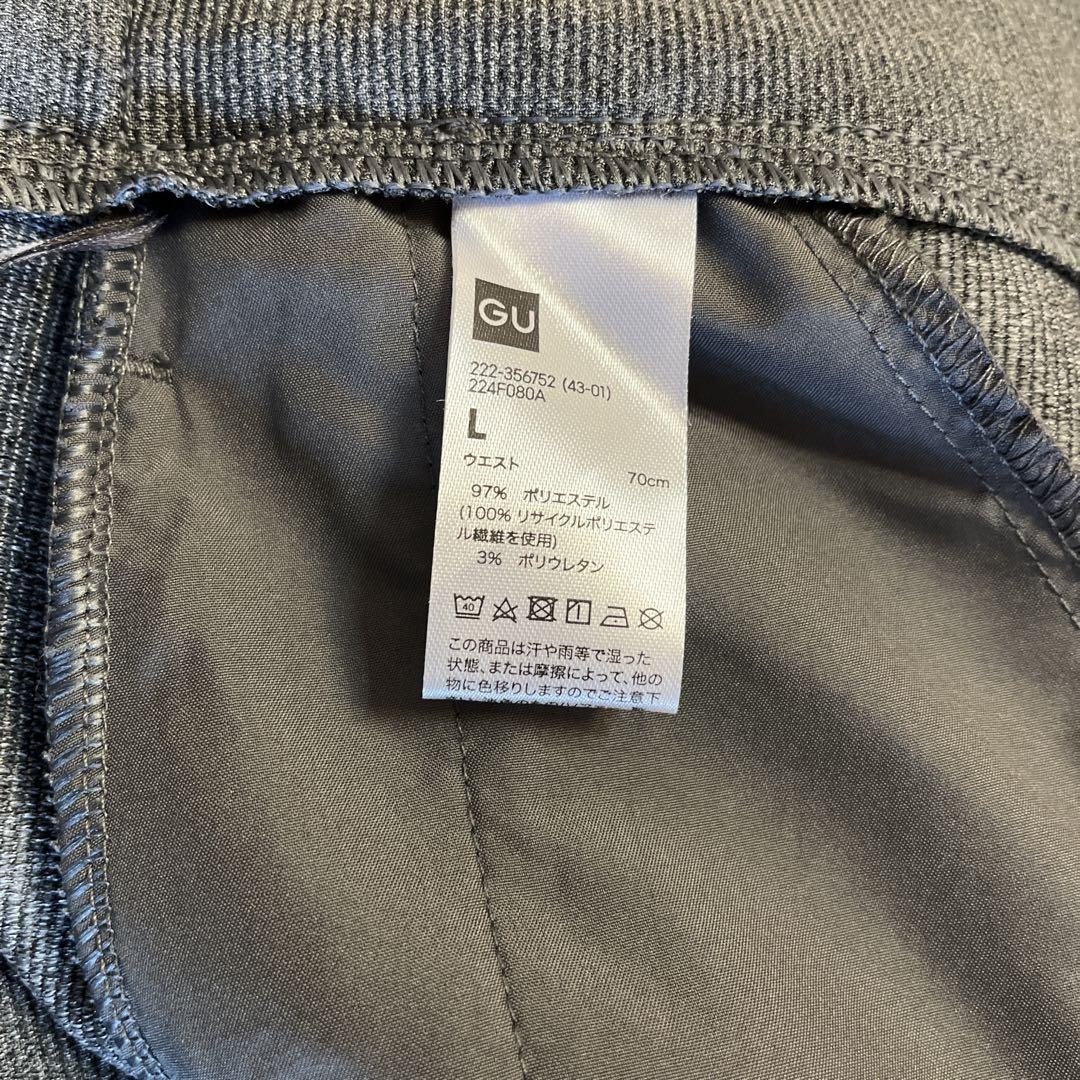 GU
222-356752 (43-01)
224F080A
L
ウエスト 70cm
97% ポリエステル
(100% リサイクルポリエステ
ル繊維を使用)
3% ポリウレタン
40
この商品は汗や雨等で湿った
状態、または摩擦によって、他の
物に色移りしますのでご注意下